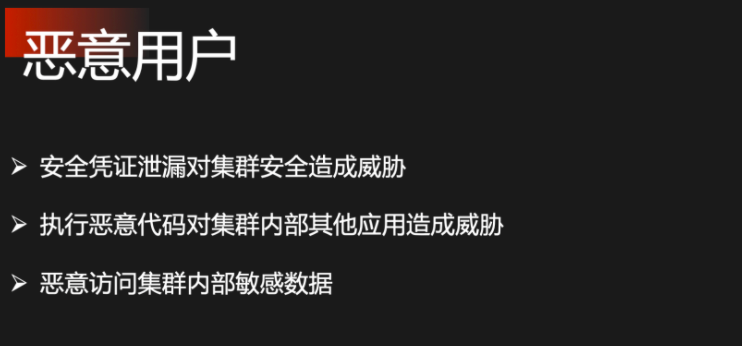 恶意用户
➢ 安全凭证泄漏对集群安全造成威胁
➢ 执行恶意代码对集群内部其他应用造成威胁
➢ 恶意访问集群内部敏感数据